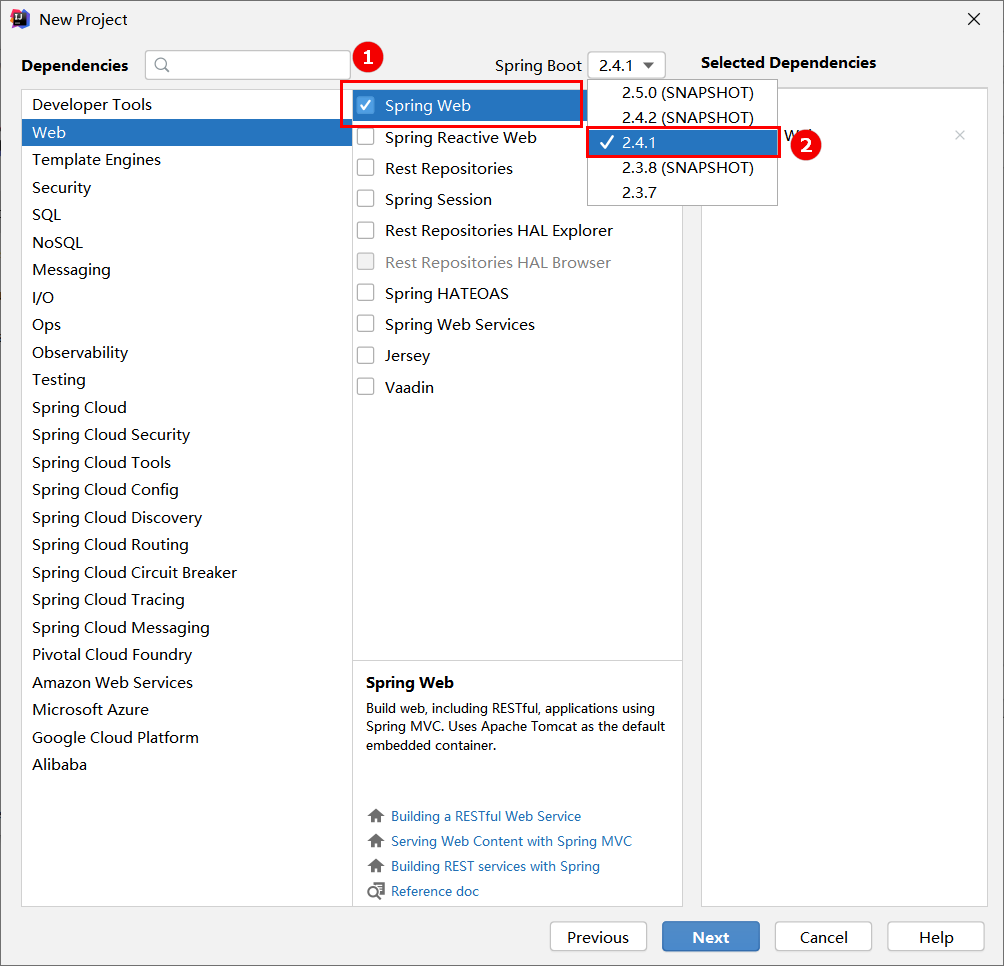 New Project
Dependencies
1
Spring Boot
2.4.1
Selected Dependencies
Developer Tools
Web
Template Engines
Security
SQL
NoSQL
Messaging
I/O
Ops
Observability
Testing
Spring Cloud
Spring Cloud Security
Spring Cloud Tools
Spring Cloud Config
Spring Cloud Discovery
Spring Cloud Routing
Spring Cloud Circuit Breaker
Spring Cloud Tracing
Spring Cloud Messaging
Pivotal Cloud Foundry
Amazon Web Services
Microsoft Azure
Google Cloud Platform
Alibaba
Spring Web
Spring Reactive Web
Rest Repositories
Spring Session
Rest Repositories HAL Explorer
Rest Repositories HAL Browser
Spring HATEOAS
Spring Web Services
Jersey
Vaadin
2.5.0 (SNAPSHOT)
2.4.2 (SNAPSHOT)
2.4.1
2.3.8 (SNAPSHOT)
2.3.7
2
Spring Web
Build web, including RESTful, applications using
Spring MVC. Uses Apache Tomcat as the default
embedded container.
Building a RESTful Web Service
Serving Web Content with Spring MVC
Building REST services with Spring
Reference doc
Previous
Next
Cancel
Help